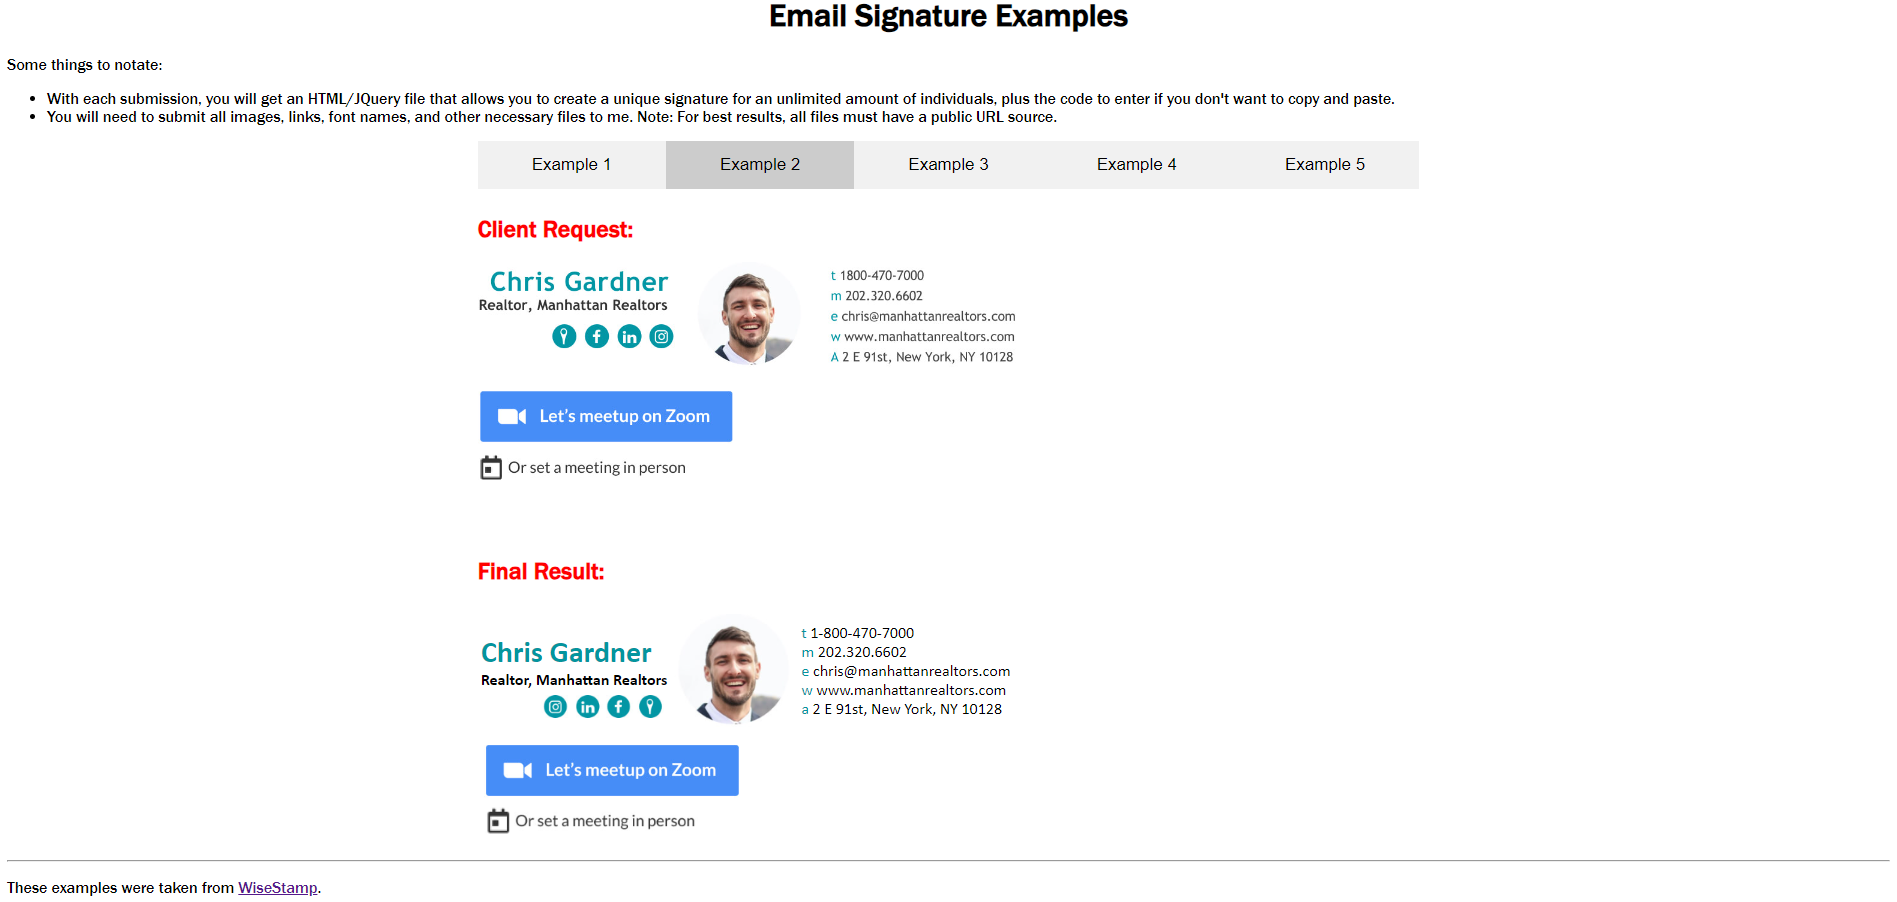 Email Signature Examples
Some things to notate:
• With each submission, you will get an HTML/JQuery file that allows you to create a unique signature for an unlimited amount of individuals, plus the code to enter if you don't want to copy and paste.
• You will need to submit all images, links, font names, and other necessary files to me. Note: For best results, all files must have a public URL source.
Example 1 Example 2 Example 3 Example 4 Example 5
Client Request:
Chris Gardner
Realtor, Manhattan Realtors
t 1800-470-7000
m 202.320.6602
e chris@manhattanrealtors.com
w www.manhattanrealtors.com
A 2 E 91st, New York, NY 10128
Let's meetup on Zoom
Or set a meeting in person
Final Result:
Chris Gardner
Realtor, Manhattan Realtors
t 1-800-470-7000
m 202.320.6602
e chris@manhattanrealtors.com
w www.manhattanrealtors.com
a 2 E 91st, New York, NY 10128
Let's meetup on Zoom
Or set a meeting in person
These examples were taken from WiseStamp.